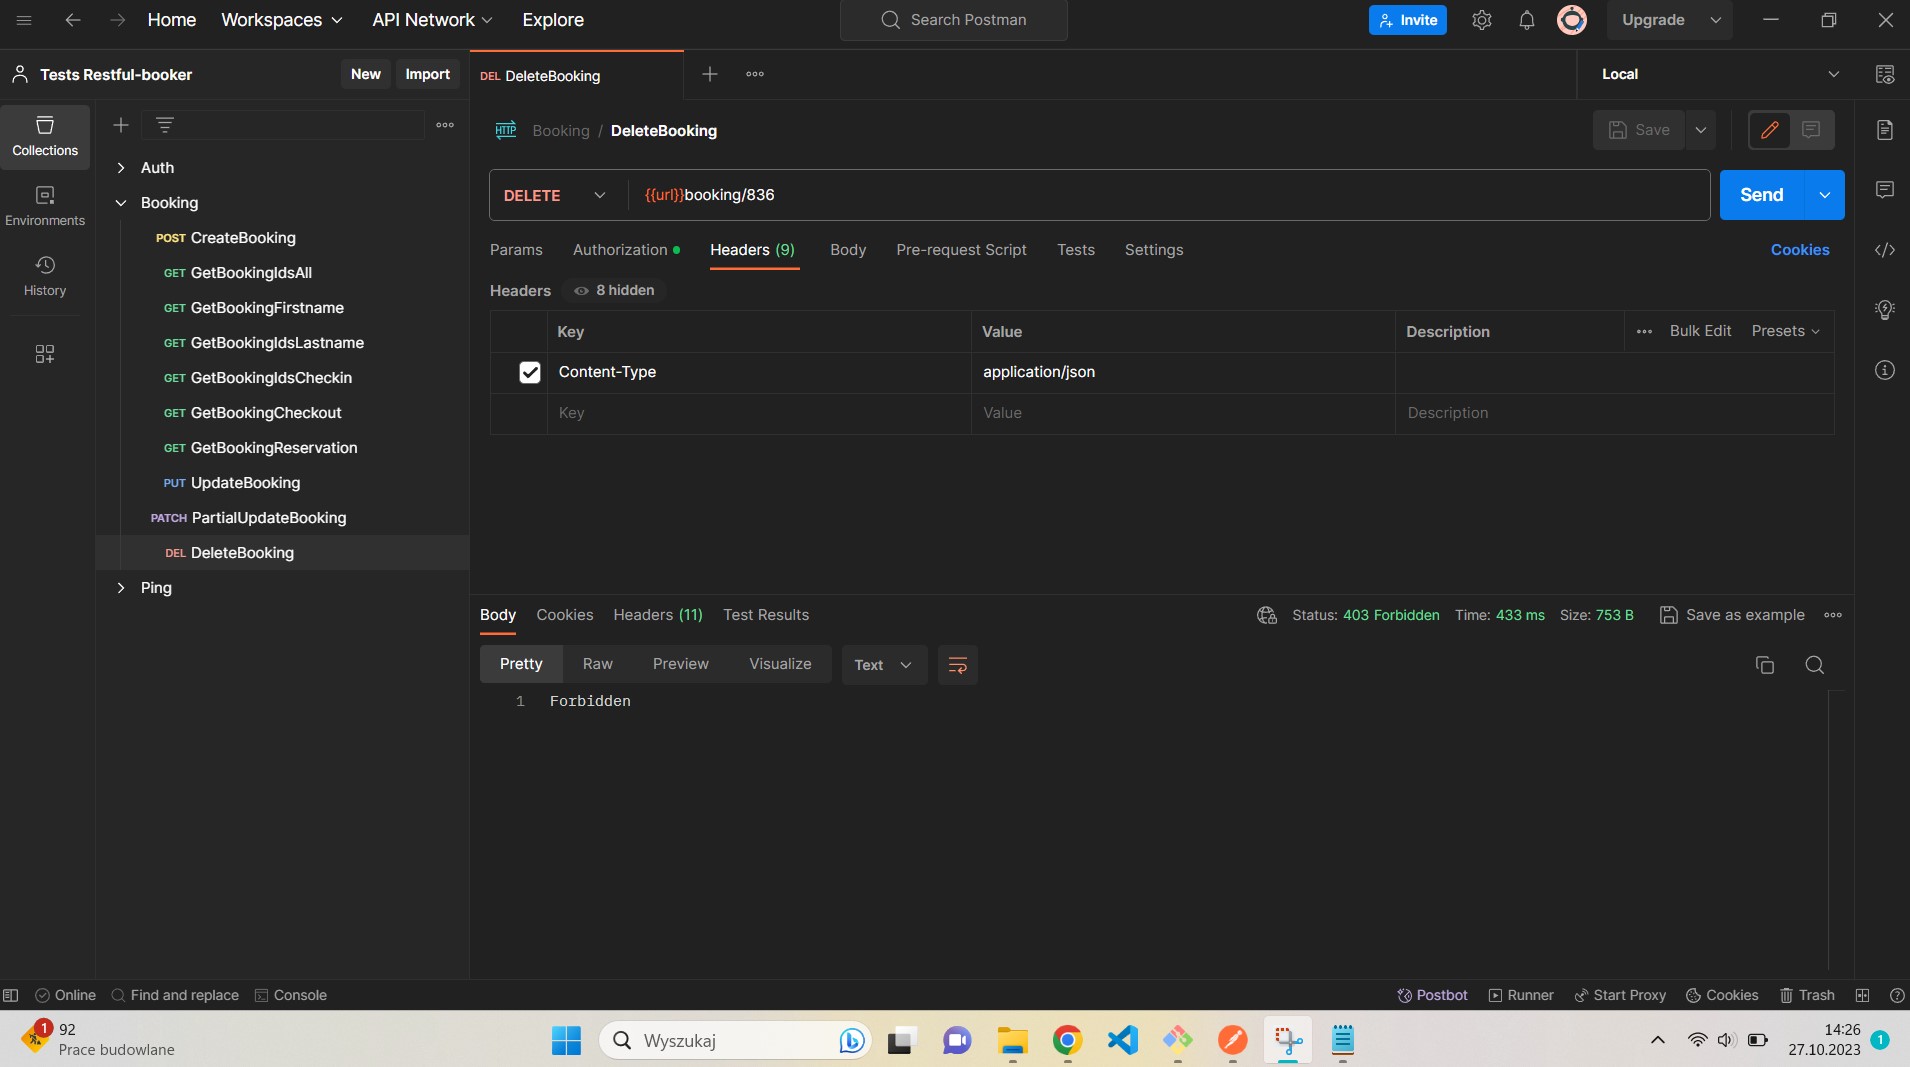 Home Workspaces API Network Explore Search Postman Invite Upgrade
Tests Restful-booker New Import DEL DeleteBooking Local
HTTP Booking / DeleteBooking Save
Collections
Auth
Booking
DELETE {{url}}booking/836 Send
Environments
POST CreateBooking
Params Authorization Headers (9) Body Pre-request Script Tests Settings Cookies
GET GetBookingIdsAll
History
Headers 8 hidden
GET GetBookingFirstname
Key Value Description Bulk Edit Presets
GET GetBookingIdsLastname
Content-Type application/json
GET GetBookingIdsCheckin
Key Value Description
GET GetBookingCheckout
GET GetBookingReservation
PUT UpdateBooking
PATCH PartialUpdateBooking
DEL DeleteBooking
Ping
Body Cookies Headers (11) Test Results Status: 403 Forbidden Time: 433 ms Size: 753 B Save as example
Pretty Raw Preview Visualize Text
1 Forbidden
Online Find and replace Console Postbot Runner Start Proxy Cookies Trash
1 92
Prace budowlane
Wyszukaj
14:26
27.10.2023
1